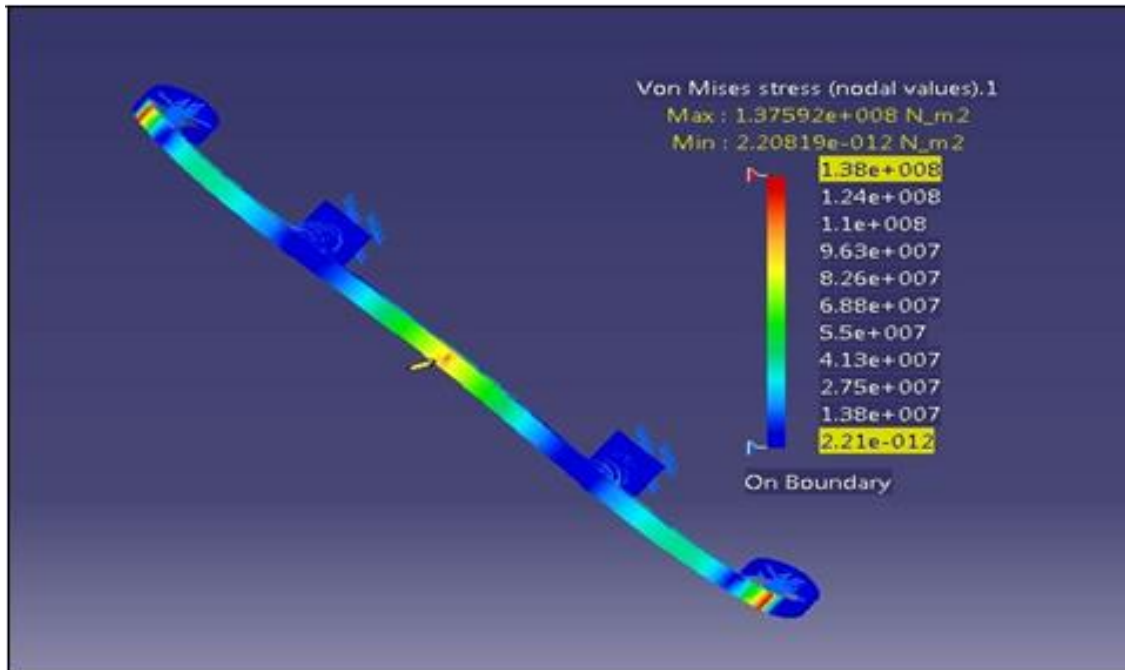 Von Mises stress (nodal values).1
Max : 1.37592e+008 N_m2
Min : 2.20819e-012 N_m2
1.38e+008
1.24e+008
1.1e+008
9.63e+007
8.26e+007
6.88e+007
5.5e+007
4.13e+007
2.75e+007
1.38e+007
2.21e-012
On Boundary